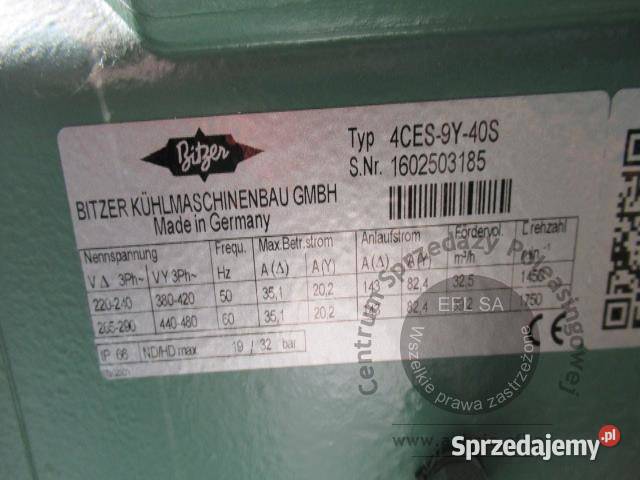 Bitzer
Typ 4CES-9Y-40S
S.Nr. 1602503185
BITZER KÜHLMASCHINENBAU GMBH
Made in Germany
Nennspannung Frequ. Max.Betr.strom Anlaufstrom Fördervol. Drehzahl
V Δ 3Ph~ V Y 3Ph~ Hz A(Δ) A(Y) A(Δ) A(Y) m³/h min⁻¹
220-240 380-420 50 35,1 20,2 143 82,4 32,5 1450
265-290 440-480 60 35,1 20,2 82,4 1750
IP 66 ND/HD max 19 / 32 bar
CE
Centrum Sprzedaży Poleasingowej
EFL SA
Wszelkie prawa zastrzeżone
www.a
Sprzedajemy.pl